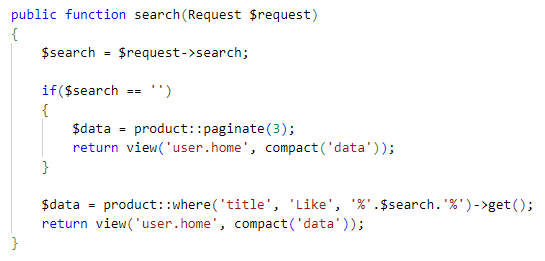 public function search(Request $request)
{
$search = $request->search;
if($search == '')
{
$data = product::paginate(3);
return view('user.home', compact('data'));
}
$data = product::where('title', 'Like', '%'.$search.'%')->get();
return view('user.home', compact('data'));
}